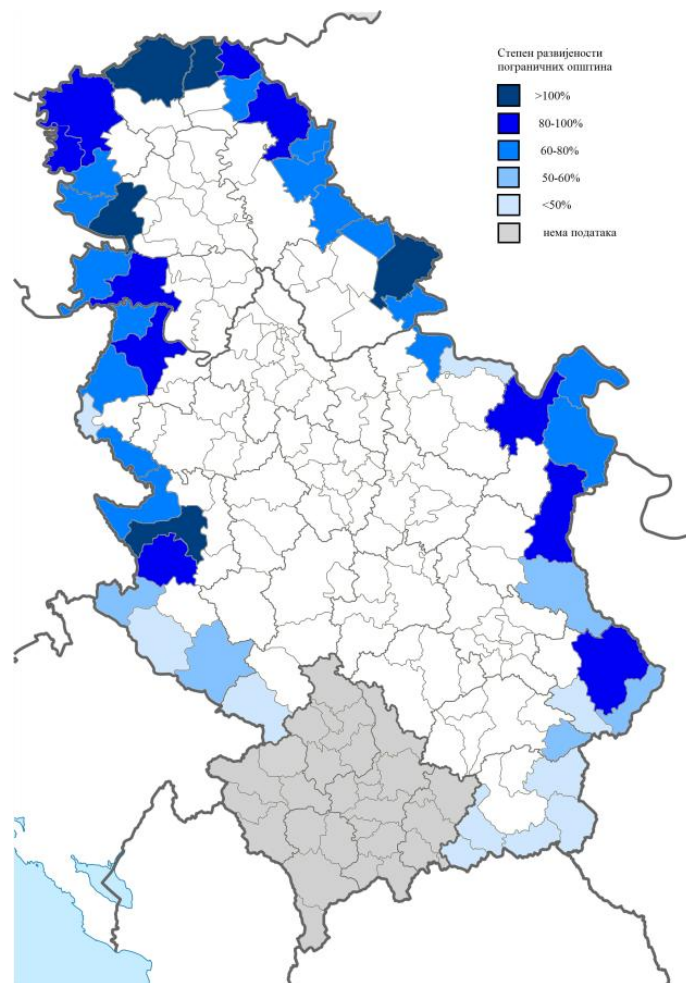 Степен развијености
пограничних општина
>100%
80-100%
60-80%
50-60%
<50%
нема података